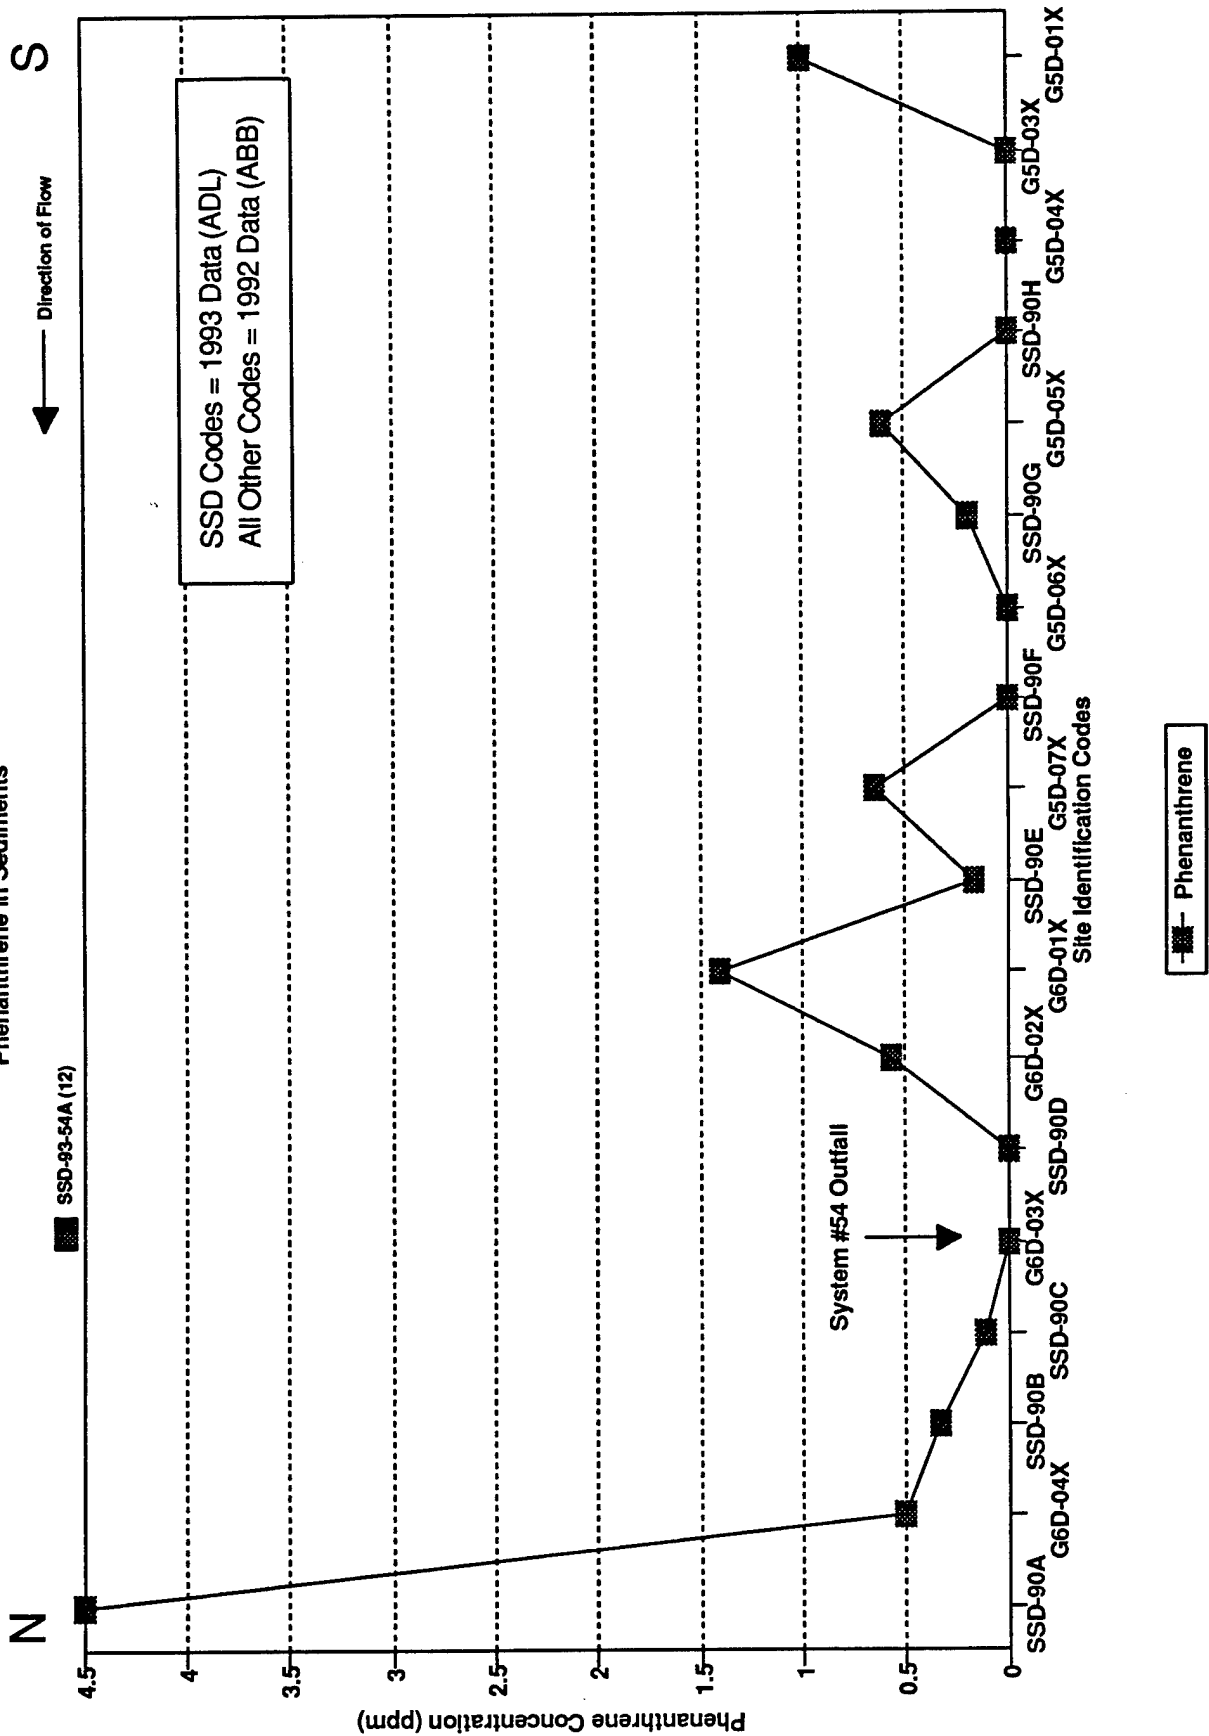 Phenanthrene in Sediments
N
S
Direction of Flow
SSD-93-54A (12)
SSD Codes = 1993 Data (ADL)
All Other Codes = 1992 Data (ABB)
System #54 Outfall
Phenanthrene Concentration (ppm)
4.5
4
3.5
3
2.5
2
1.5
1
0.5
0
SSD-90A
G6D-04X
SSD-90B
SSD-90C
G6D-03X
SSD-90D
G6D-02X
G6D-01X
SSD-90E
G5D-07X
SSD-90F
G5D-06X
SSD-90G
G5D-05X
SSD-90H
G5D-04X
G5D-03X
G5D-01X
Site Identification Codes
Phenanthrene